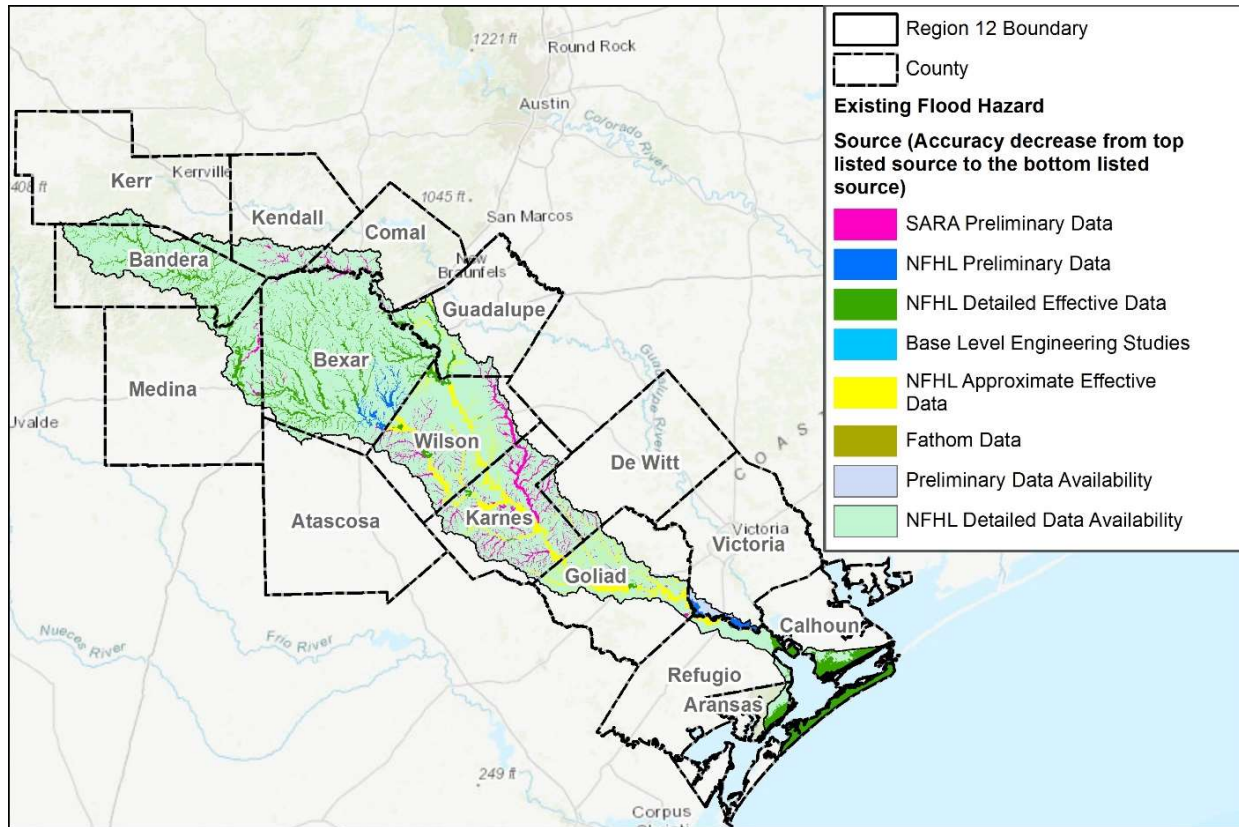 1221 ft
Round Rock
Austin
Colorado River
Kerr
Kerrville
408 ft
Kendall
1045 ft
San Marcos
Comal
Bandera
New
Braunfels
Guadalupe
Bexar
Medina
Guadalupe
River
Uvalde
Wilson
De Witt
C O A S
Atascosa
Karnes
Victoria
Victoria
Goliad
Calhoun
Nueces River
Frio River
Refugio
Aransas
249 ft
Corpus
Region 12 Boundary
County
Existing Flood Hazard
Source (Accuracy decrease from top
listed source to the bottom listed
source)
SARA Preliminary Data
NFHL Preliminary Data
NFHL Detailed Effective Data
Base Level Engineering Studies
NFHL Approximate Effective
Data
Fathom Data
Preliminary Data Availability
NFHL Detailed Data Availability